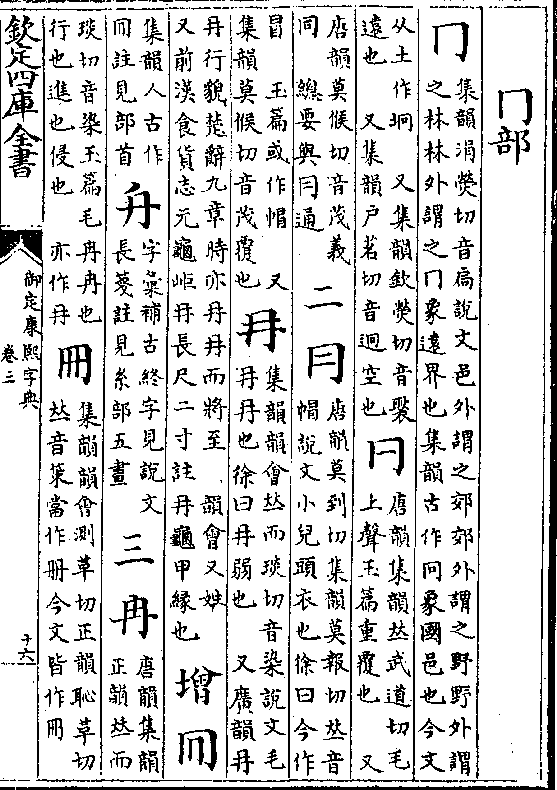 冂部
冂
集韻涓熒切音扃說文邑外謂之郊郊外謂之野野外謂
之林林外謂之冂象遠界也集韻古作冋象國邑也今文
从土作坰 又集韻欽熒切音褧
遠也 又集韻戶茗切音迥空也
𠔼
唐韻集韻𠀤武道切毛
上聲玉篇重覆也 又
唐韻莫候切音茂義
同 緫要與冃通
二 冃
唐韻莫到切集韻莫報切𠀤音
帽說文小兒頭衣也徐曰今作
冒 玉篇或作帽 又
集韻莫候切音茂覆也
冄
集韻韻會𠀤而琰切音染說文毛
冄冄也徐曰冄弱也 又廣韻冄
冄行貌楚辭九章時亦冄冄而將至 韻會又姓
又前漢食貨志元龜岠冄長尺二寸註冄龜甲緣也
增
集韻人古作
註見部首
字彙補古終字見說文
長箋註見糸部五畫
三 冉
唐韻集韻
正韻𠀤而
琰切音染玉篇毛冉冉也
行也進也侵也 亦作冄
冊
集韻韻會測革切正韻恥革切
𠀤音筴當作冊今文皆作冊
欽定四庫全書
御定康熙字典
卷三
十六